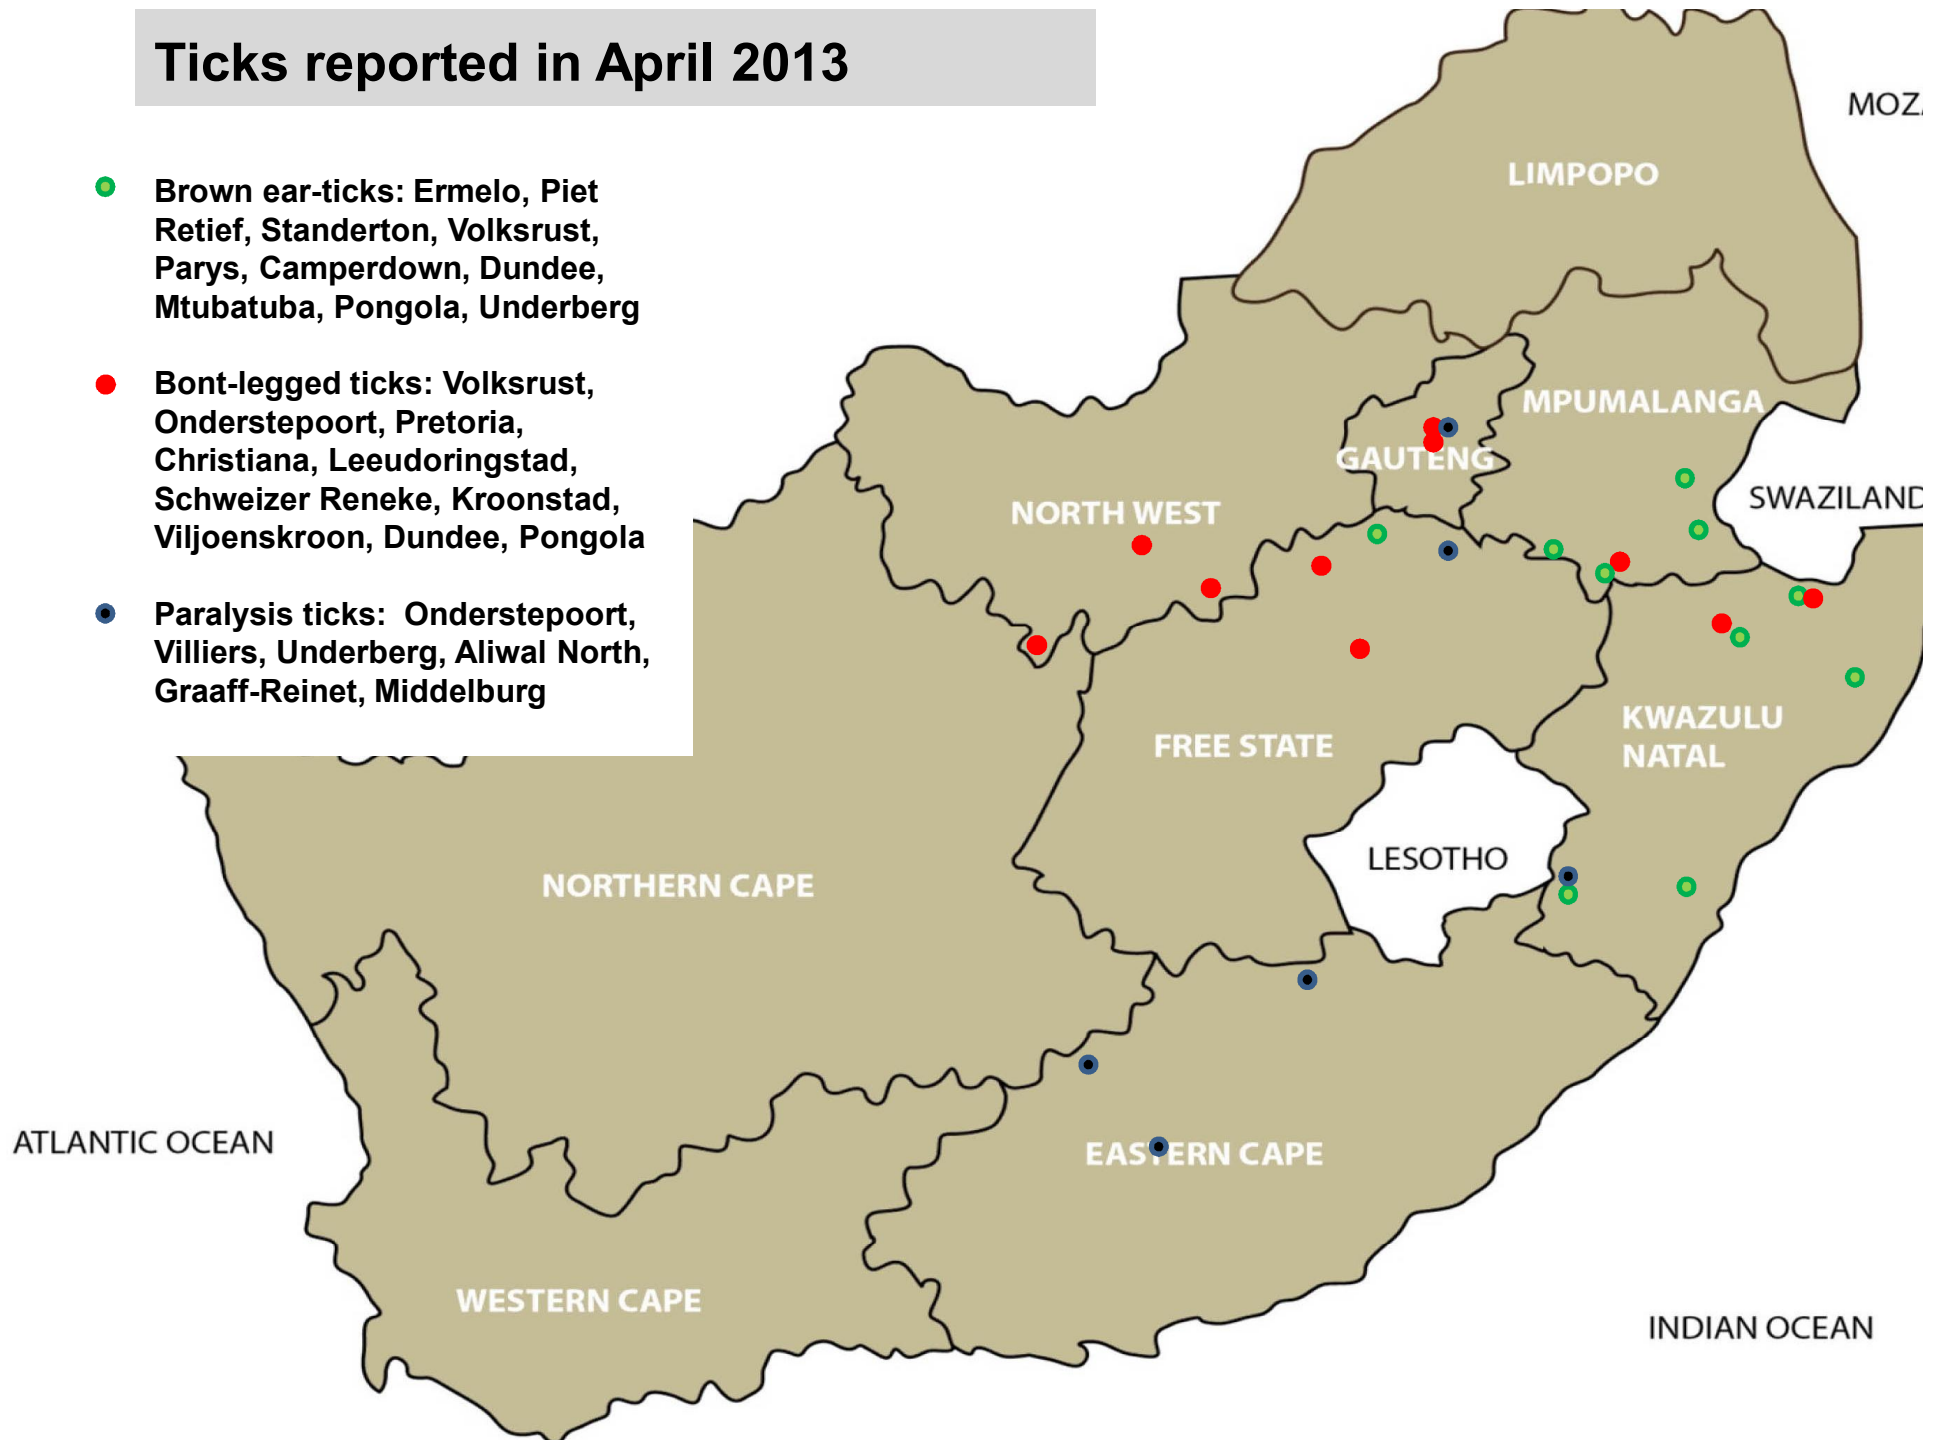 Ticks reported in April 2013
Brown ear-ticks: Ermelo, Piet
Retief, Standerton, Volksrust,
Parys, Camperdown, Dundee,
Mtubatuba, Pongola, Underberg
Bont-legged ticks: Volksrust,
Onderstepoort, Pretoria,
Christiana, Leeudoringstad,
Schweizer Reneke, Kroonstad,
Viljoenskroon, Dundee, Pongola
Paralysis ticks: Onderstepoort,
Villiers, Underberg, Aliwal North,
Graaff-Reinet, Middelburg
MOZA
LIMPOPO
MPUMALANGA
GAUTENG
SWAZILAND
NORTH WEST
KWAZULU
NATAL
FREE STATE
LESOTHO
NORTHERN CAPE
ATLANTIC OCEAN
EASTERN CAPE
WESTERN CAPE
INDIAN OCEAN